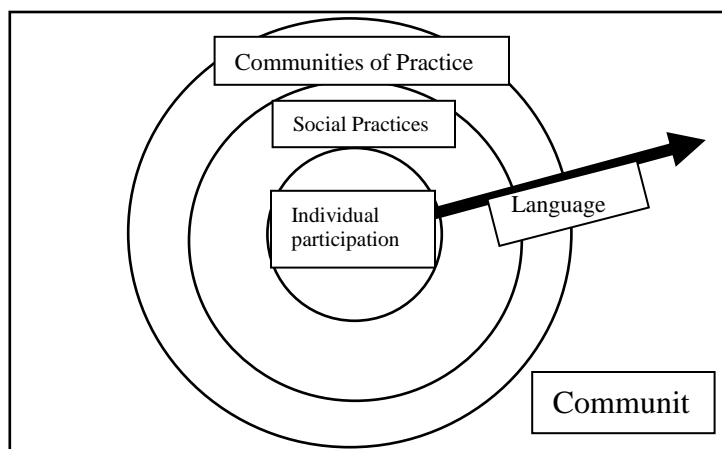 Communities of Practice
Social Practices
Individual
participation
Language
Communit